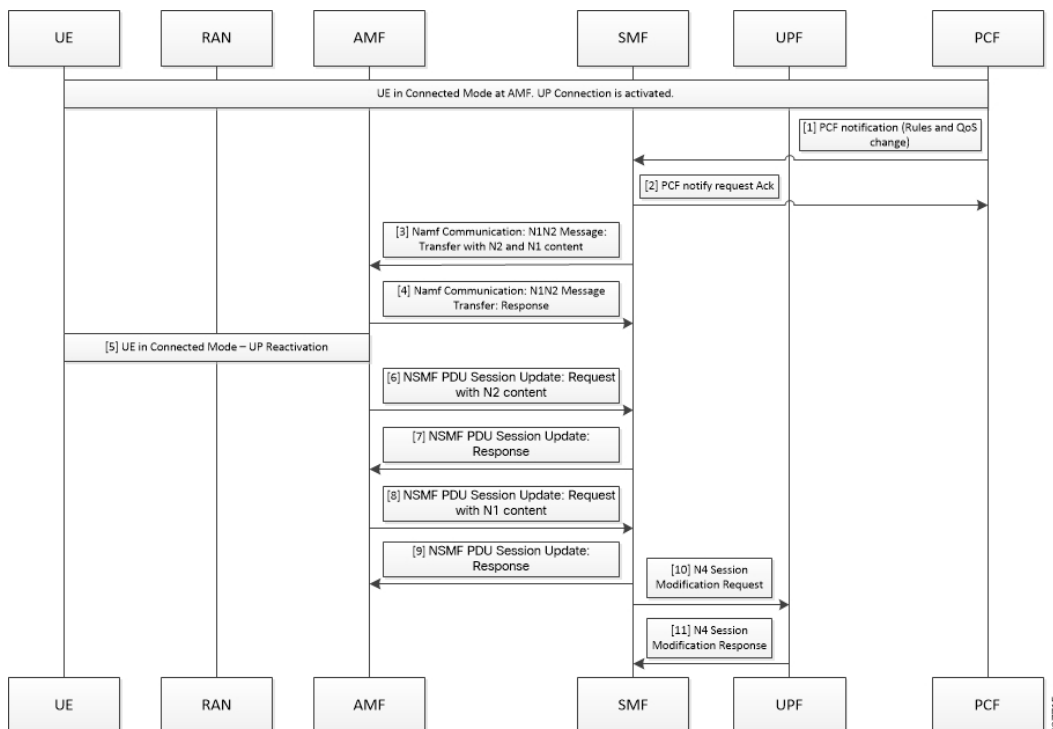 UE
RAN
AMF
SMF
UPF
PCF
UE in Connected Mode at AMF. UP Connection is activated.
[1] PCF notification (Rules and QoS
change)
[2] PCF notify request Ack
[3] Namf Communication: N1N2 Message:
Transfer with N2 and N1 content
[4] Namf Communication: N1N2 Message
Transfer: Response
[5] UE in Connected Mode – UP Reactivation
[6] NSMF PDU Session Update: Request
with N2 content
[7] NSMF PDU Session Update:
Response
[8] NSMF PDU Session Update: Request
with N1 content
[9] NSMF PDU Session Update:
Response
[10] N4 Session
Modification Request
[11] N4 Session
Modification Response
UE
RAN
AMF
SMF
UPF
PCF